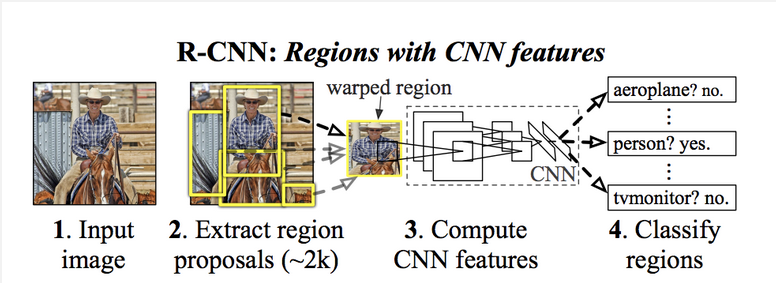 R-CNN: Regions with CNN features
warped region
aeroplane? no.
person? yes.
tvmonitor? no.
CNN
1. Input
image
2. Extract region
proposals (~2k)
3. Compute
CNN features
4. Classify
regions